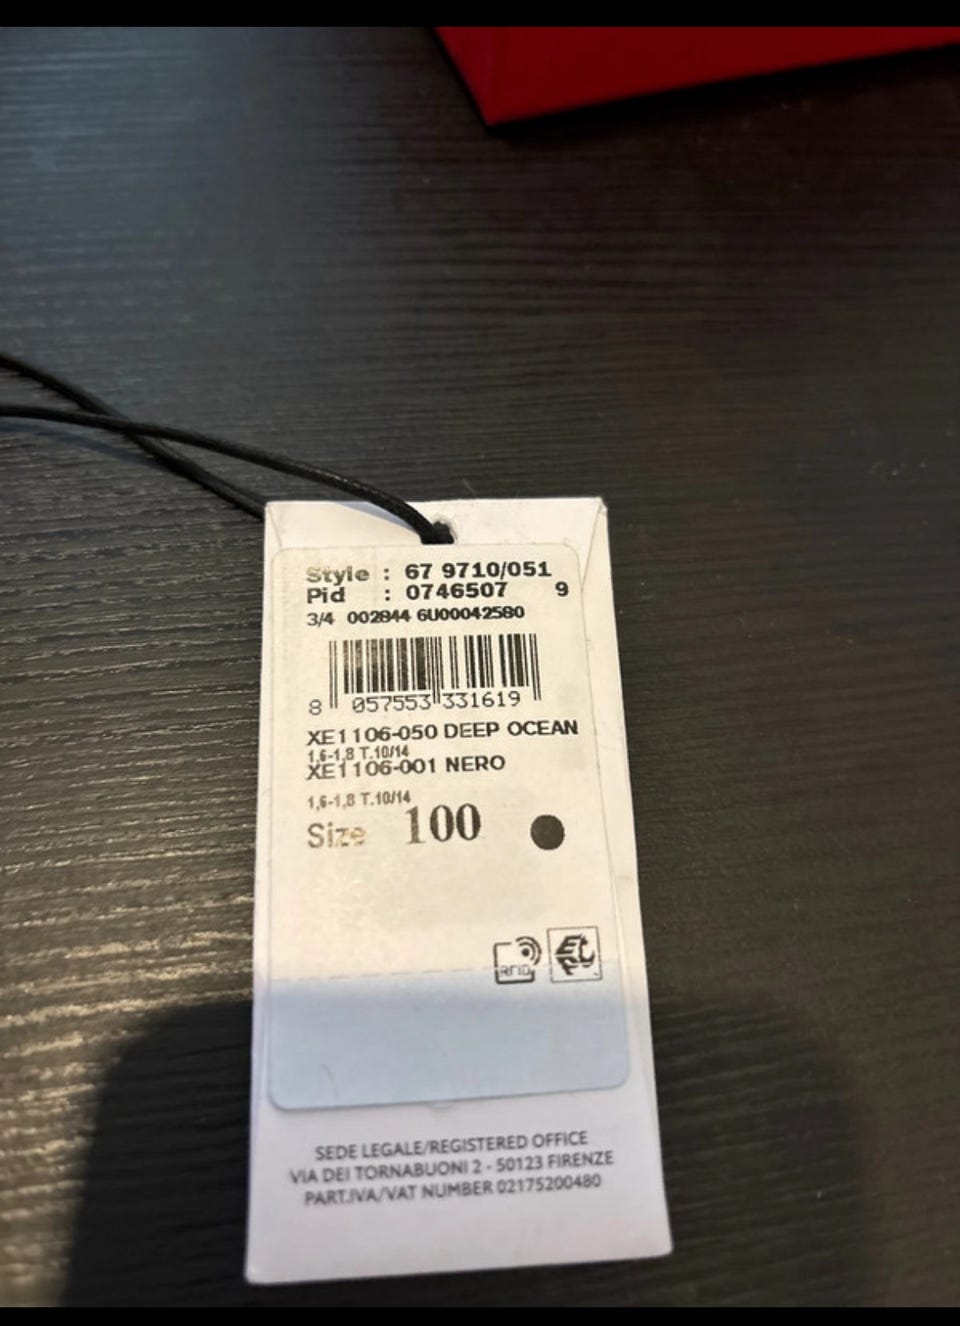 Style : 67 9710/051
Pid : 0746507 9
3/4 002844 6U00042580
8 057553 331619
XE1106-050 DEEP OCEAN
1,6-1,8 T.10/14
XE1106-001 NERO
1,6-1,8 T.10/14
Size 100
RFID
SEDE LEGALE/REGISTERED OFFICE
VIA DEI TORNABUONI 2 - 50123 FIRENZE
PART.IVA/VAT NUMBER 02175200480